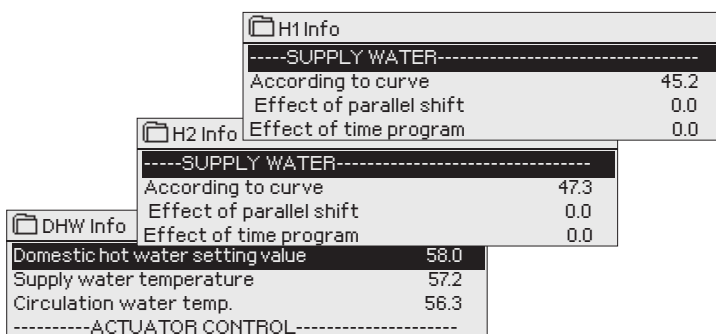 H1 Info
-----SUPPLY WATER-----------------------------------
According to curve 45.2
Effect of parallel shift 0.0
Effect of time program 0.0
H2 Info
-----SUPPLY WATER----------------------------------
According to curve 47.3
Effect of parallel shift 0.0
Effect of time program 0.0
DHW Info
Domestic hot water setting value 58.0
Supply water temperature 57.2
Circulation water temp. 56.3
----------ACTUATOR CONTROL---------------------